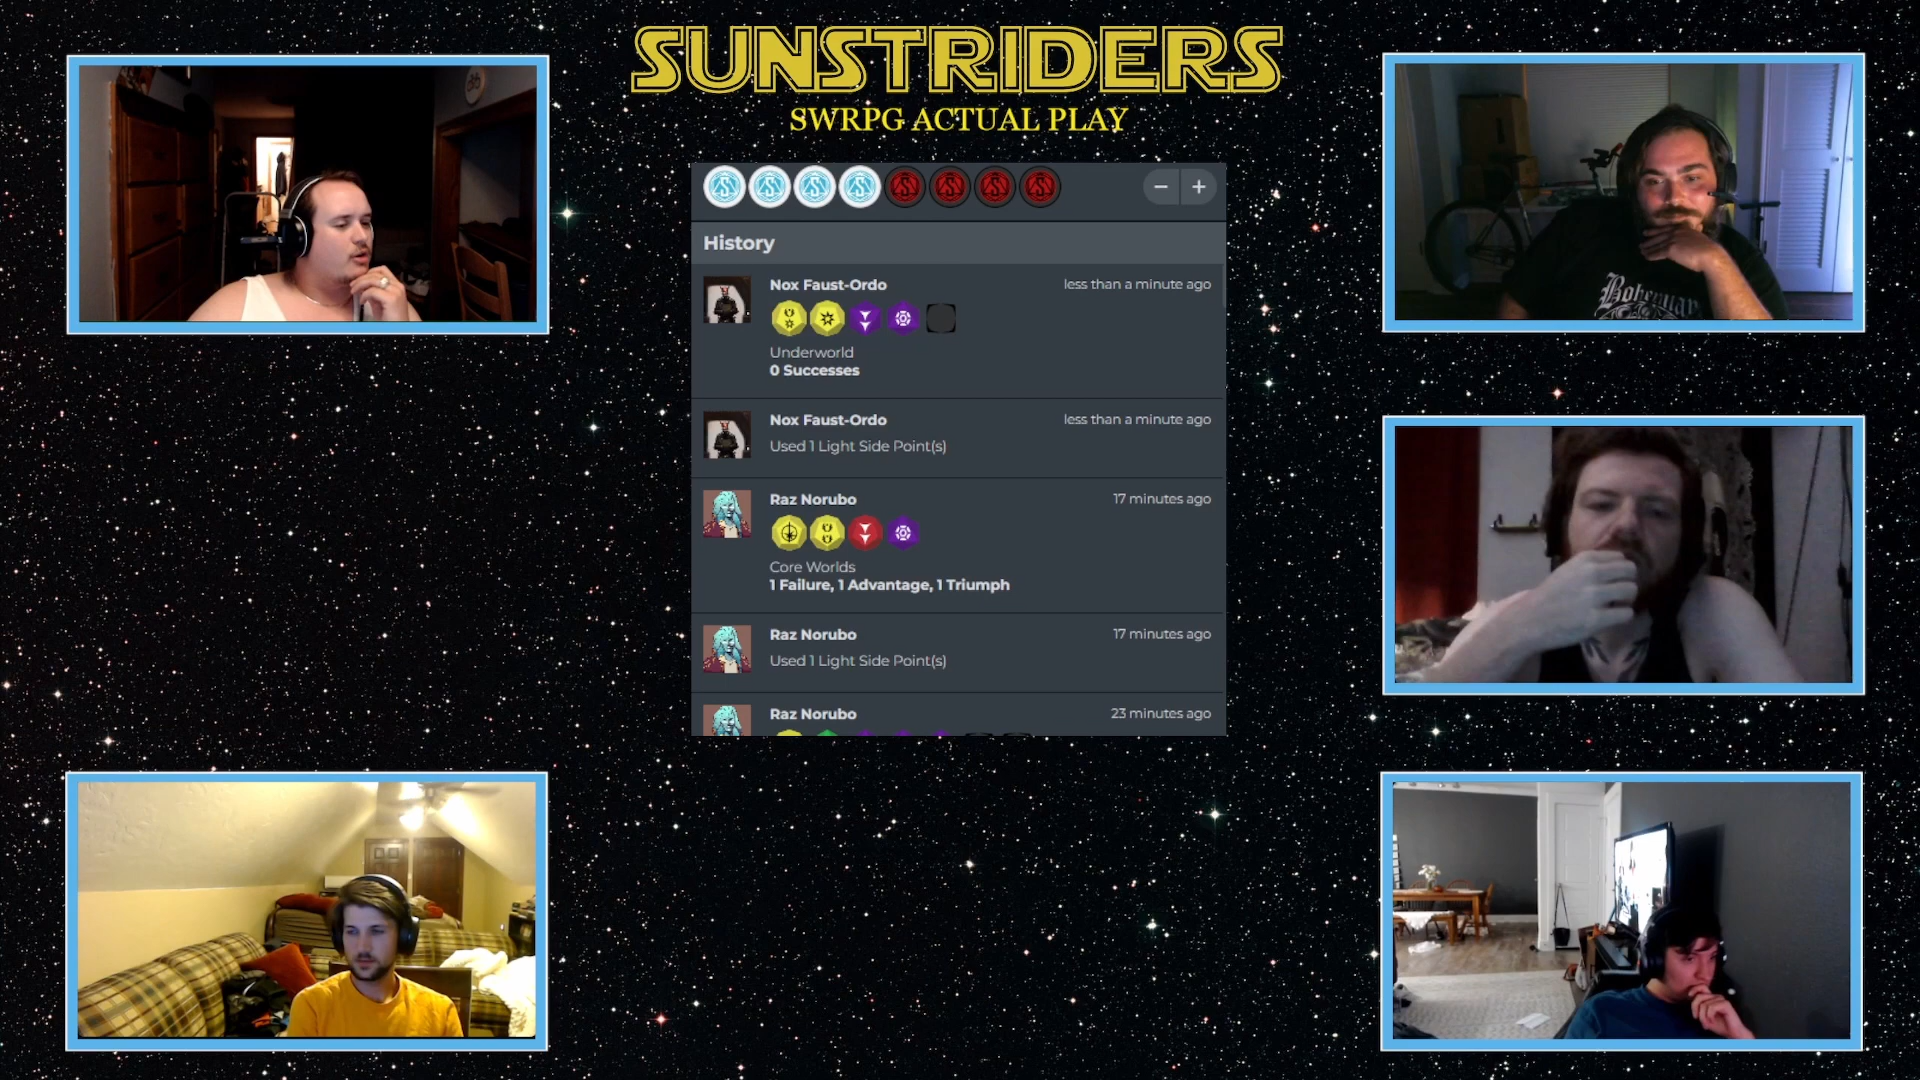 SUNSTRIDERS
SWRPG ACTUAL PLAY
History
Nox Faust-Ordo less than a minute ago
Underworld
0 Successes
Nox Faust-Ordo less than a minute ago
Used 1 Light Side Point(s)
Raz Norubo 17 minutes ago
Core Worlds
1 Failure, 1 Advantage, 1 Triumph
Raz Norubo 17 minutes ago
Used 1 Light Side Point(s)
Raz Norubo 23 minutes ago
Bohemian